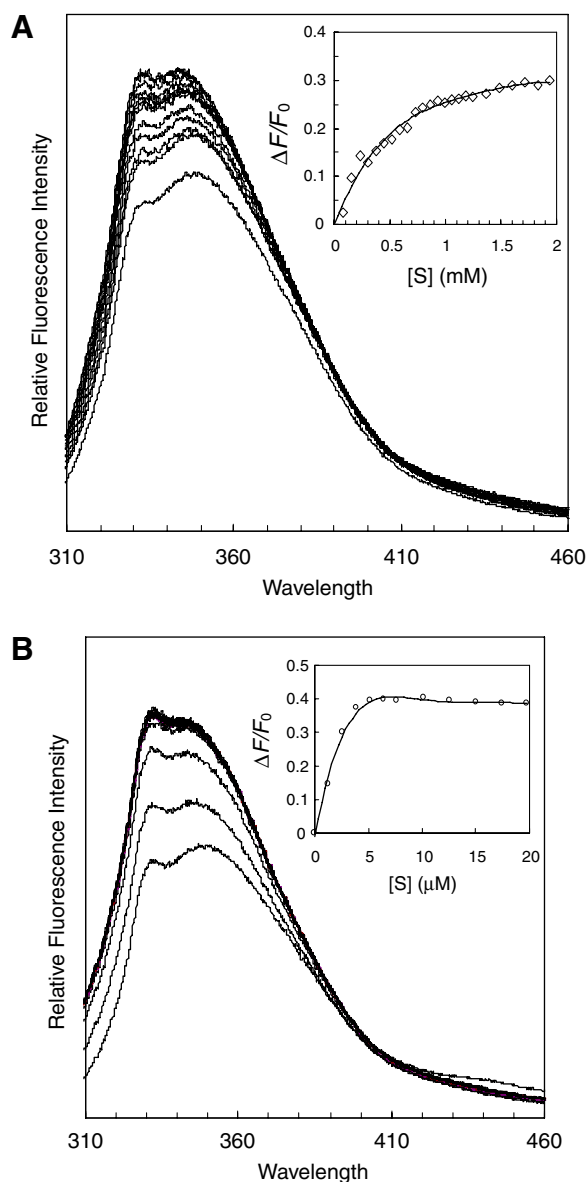 A
Relative Fluorescence Intensity
ΔF/F0
0.4
0.3
0.2
0.1
0
0 0.5 1 1.5 2
[S] (mM)
310 360 410 460
Wavelength
B
Relative Fluorescence Intensity
ΔF/F0
0.5
0.4
0.3
0.2
0.1
0
0 5 10 15 20
[S] (μM)
310 360 410 460
Wavelength